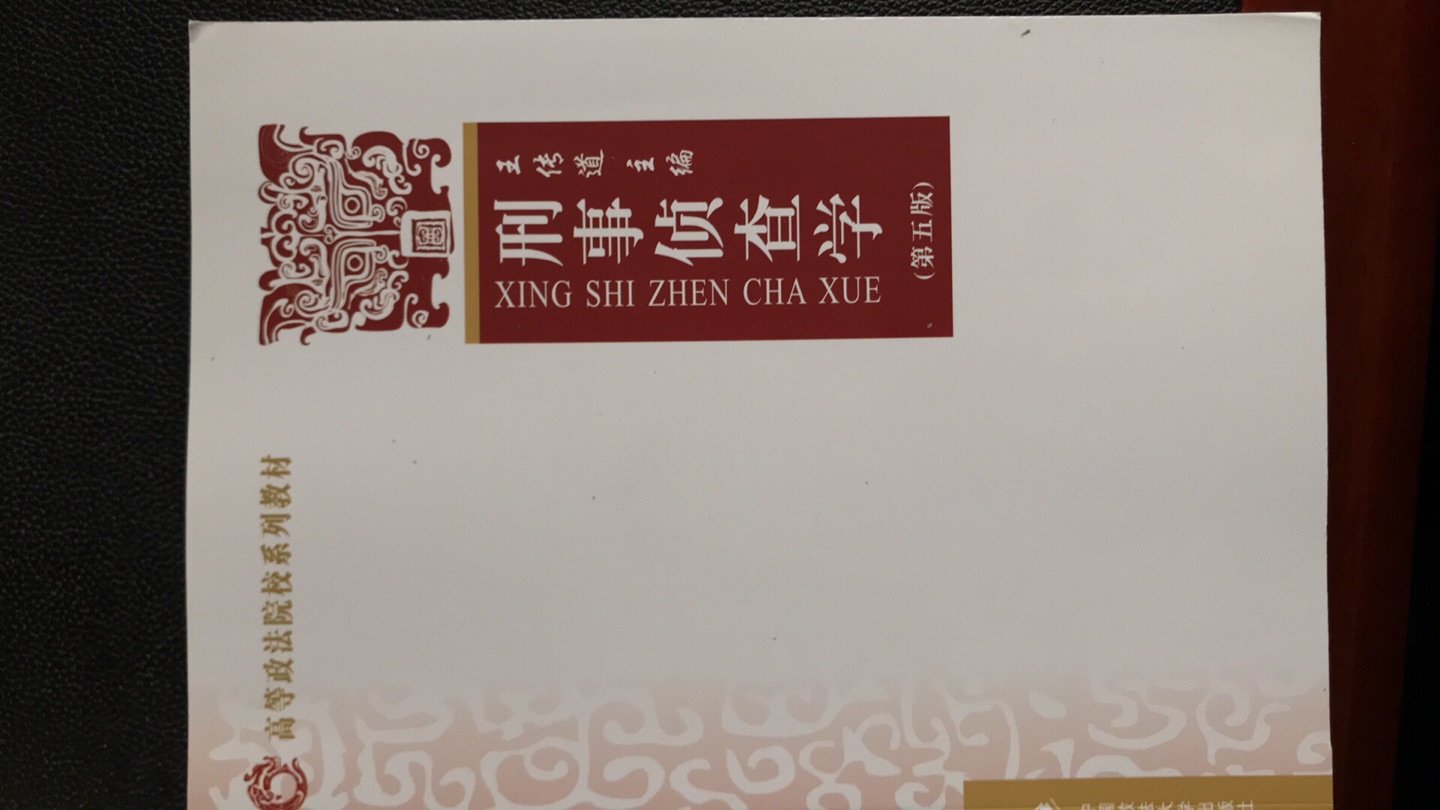 高等政法院校系列教材
王传道 主编
刑事侦查学
XING SHI ZHEN CHA XUE
(第五版)